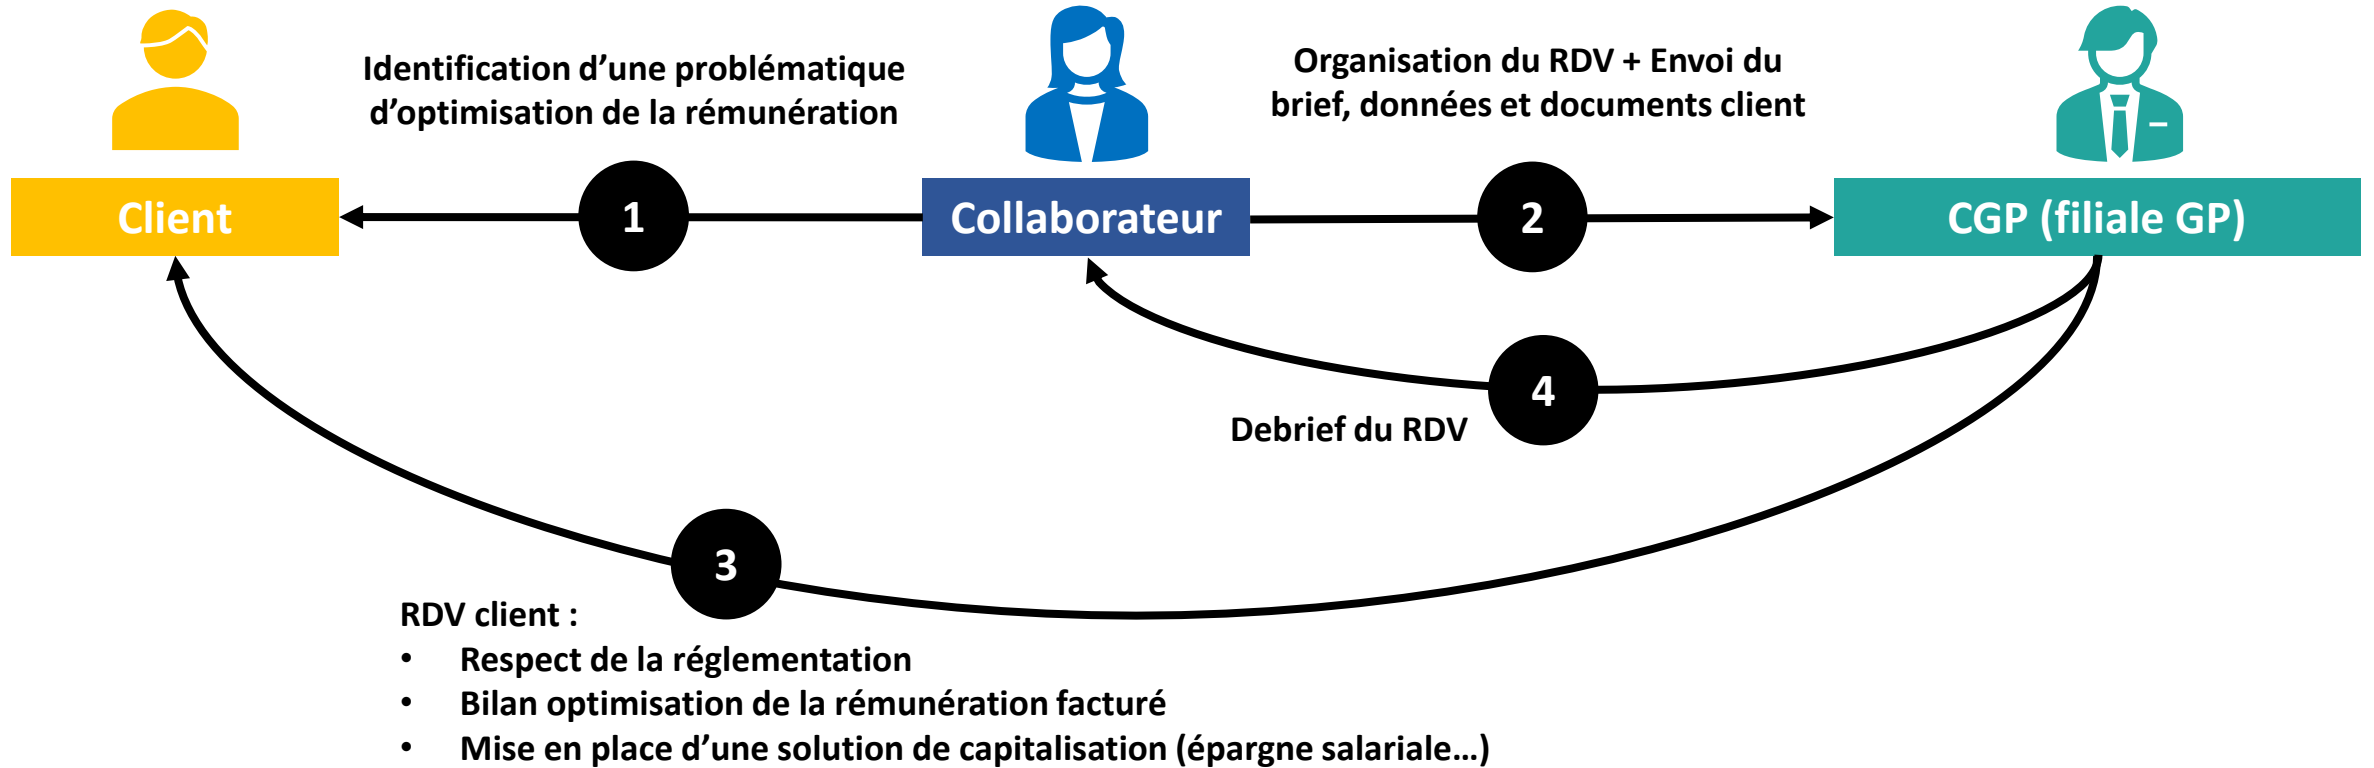 Identification d’une problématique
d’optimisation de la rémunération
Organisation du RDV + Envoi du
brief, données et documents client
Client
1
Collaborateur
2
CGP (filiale GP)
4
Debrief du RDV
3
RDV client :
• Respect de la réglementation
• Bilan optimisation de la rémunération facturé
• Mise en place d’une solution de capitalisation (épargne salariale…)